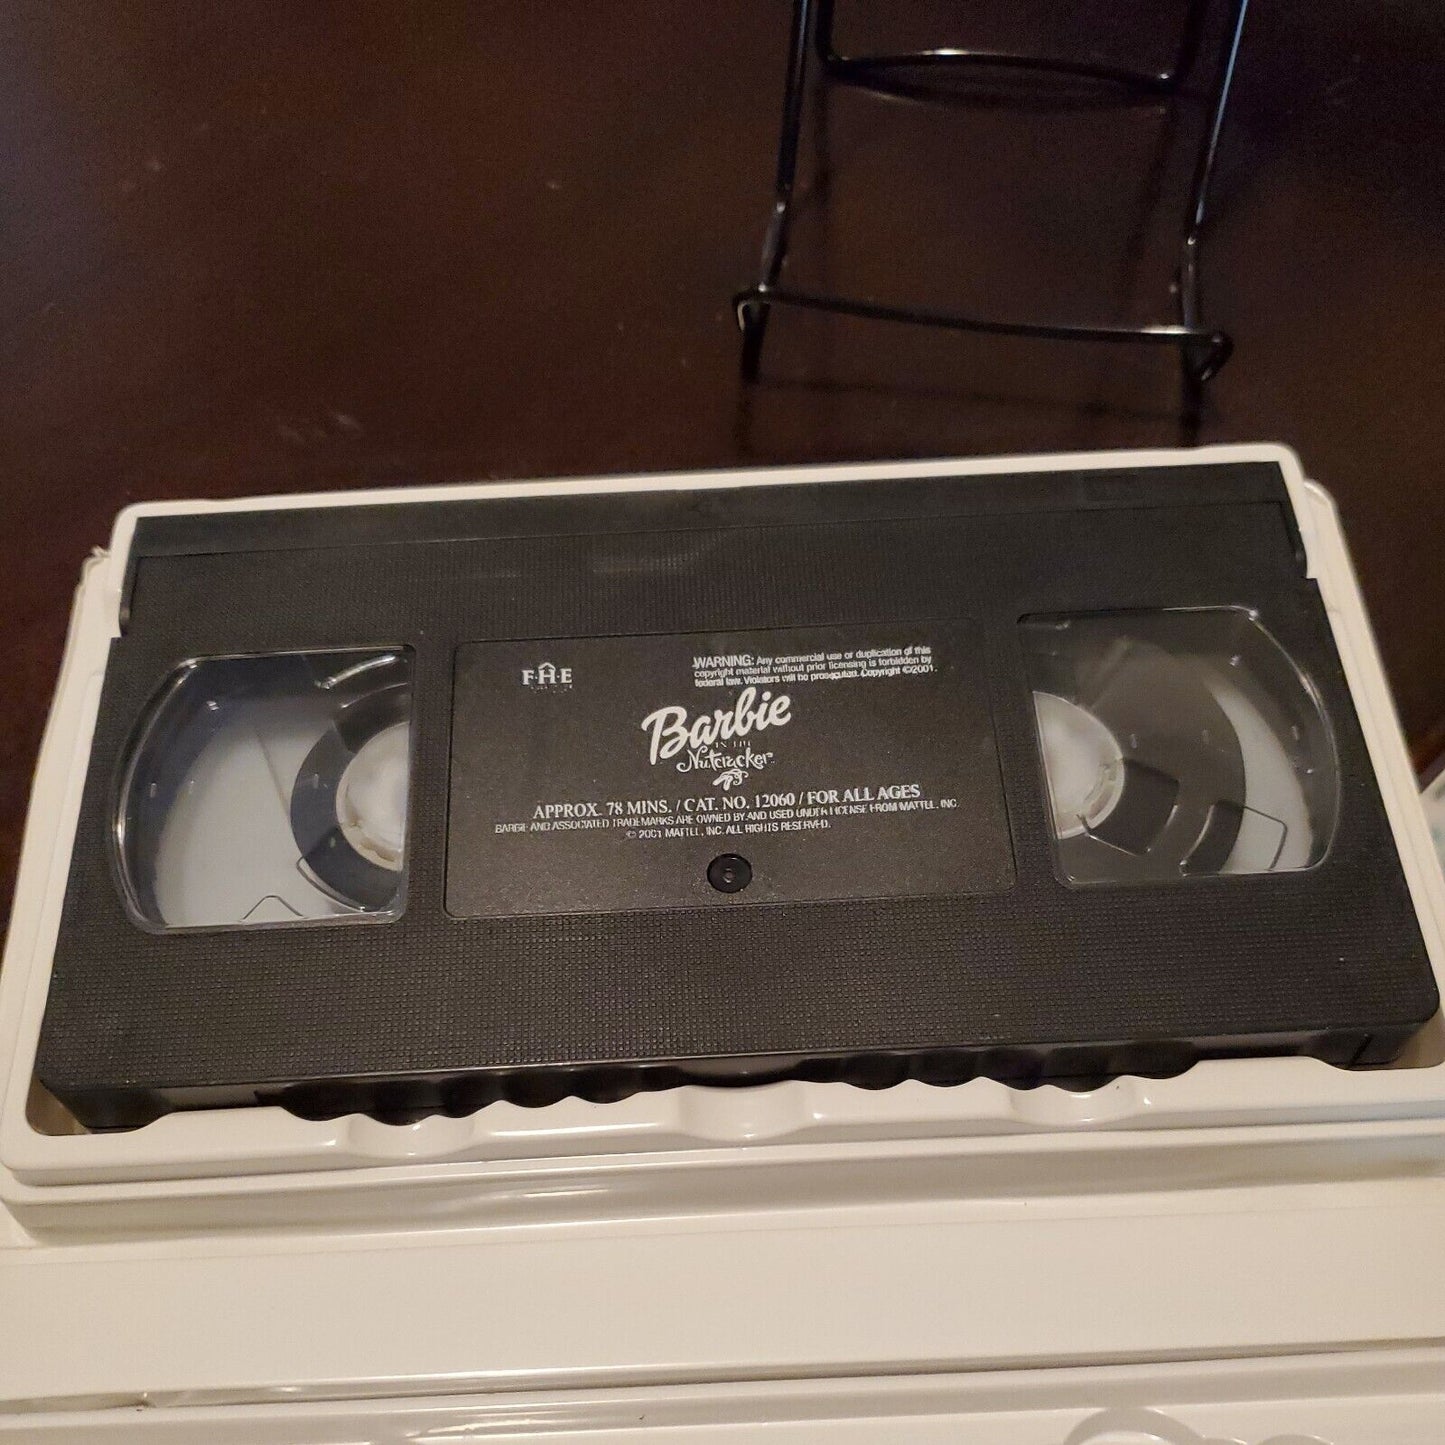 F·H·E
WARNING: Any commercial use or duplication of this
copyright material without prior licensing is forbidden by
federal law. Violators will be prosecuted. Copyright ©2001.
Barbie
IN THE
Nutcracker™
APPROX. 78 MINS. / CAT. NO. 12060 / FOR ALL AGES
BARBIE AND ASSOCIATED TRADEMARKS ARE OWNED BY AND USED UNDER LICENSE FROM MATTEL, INC.
© 2001 MATTEL, INC. ALL RIGHTS RESERVED.